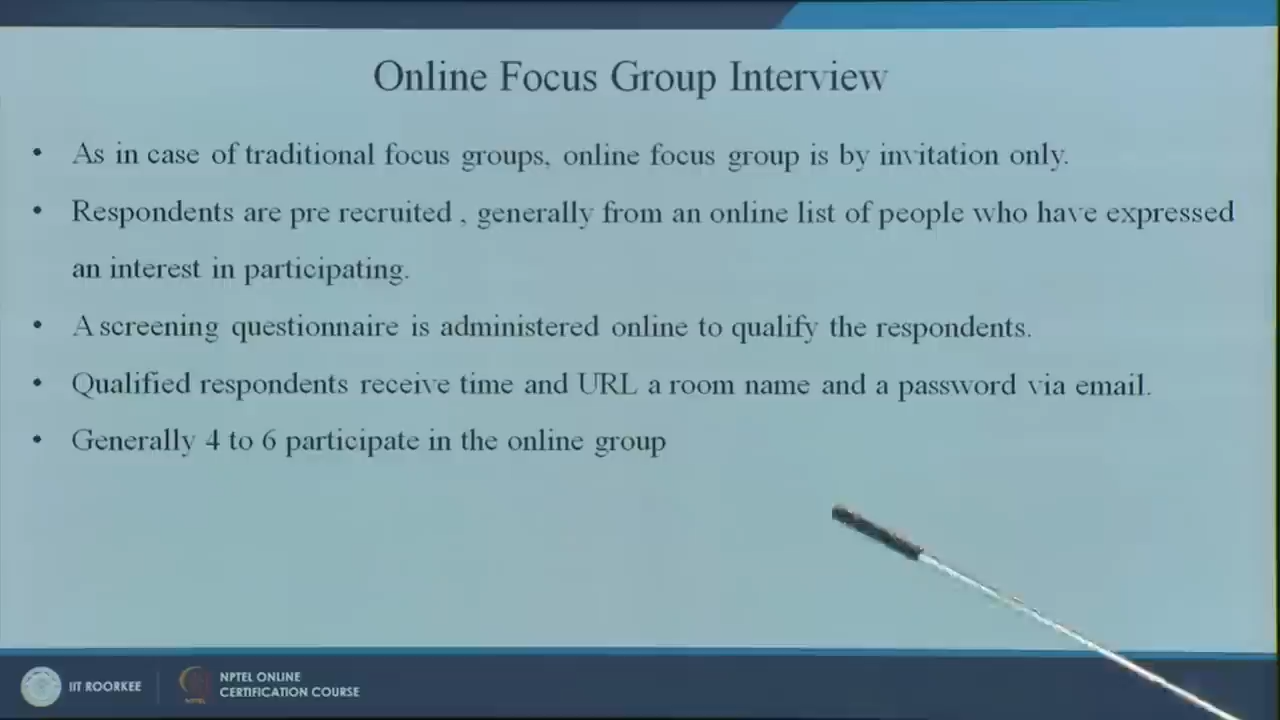 Online Focus Group Interview
• As in case of traditional focus groups, online focus group is by invitation only.
• Respondents are pre recruited , generally from an online list of people who have expressed
an interest in participating.
• A screening questionnaire is administered online to qualify the respondents.
• Qualified respondents receive time and URL a room name and a password via email.
• Generally 4 to 6 participate in the online group
IIT ROORKEE
NPTEL ONLINE
CERTIFICATION COURSE